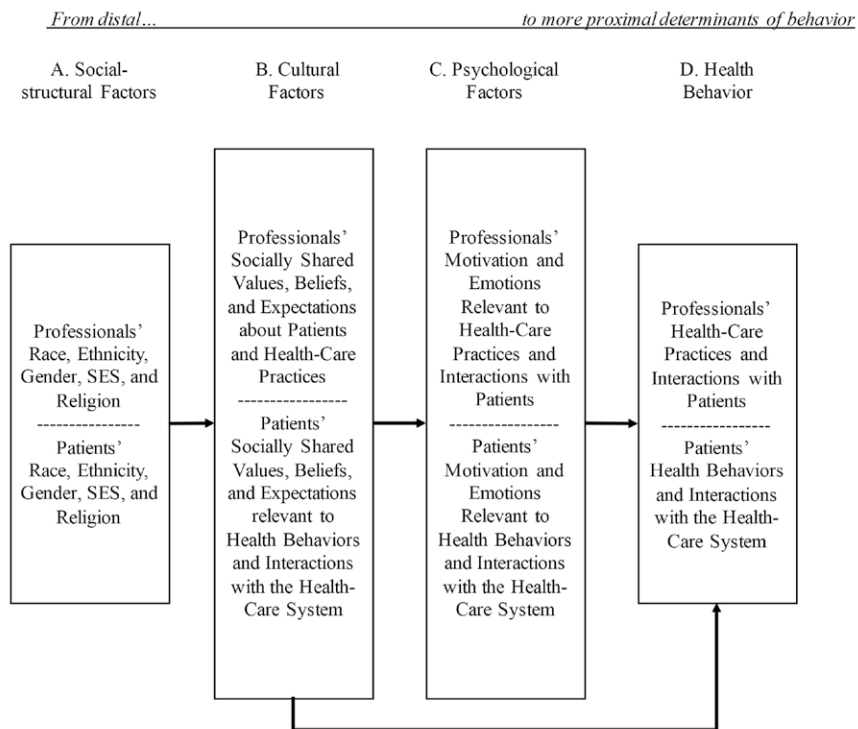 From distal...
to more proximal determinants of behavior
A. Social-
structural Factors
B. Cultural
Factors
C. Psychological
Factors
D. Health
Behavior
Professionals'
Race, Ethnicity,
Gender, SES, and
Religion
-----------------
Patients'
Race, Ethnicity,
Gender, SES, and
Religion
Professionals'
Socially Shared
Values, Beliefs,
and Expectations
about Patients
and Health-Care
Practices
-----------------
Patients'
Socially Shared
Values, Beliefs,
and Expectations
relevant to
Health Behaviors
and Interactions
with the Health-
Care System
Professionals'
Motivation and
Emotions
Relevant to
Health-Care
Practices and
Interactions with
Patients
-----------------
Patients'
Motivation and
Emotions
Relevant to
Health Behaviors
and Interactions
with the Health-
Care System
Professionals'
Health-Care
Practices and
Interactions with
Patients
-----------------
Patients'
Health Behaviors
and Interactions
with the Health-
Care System